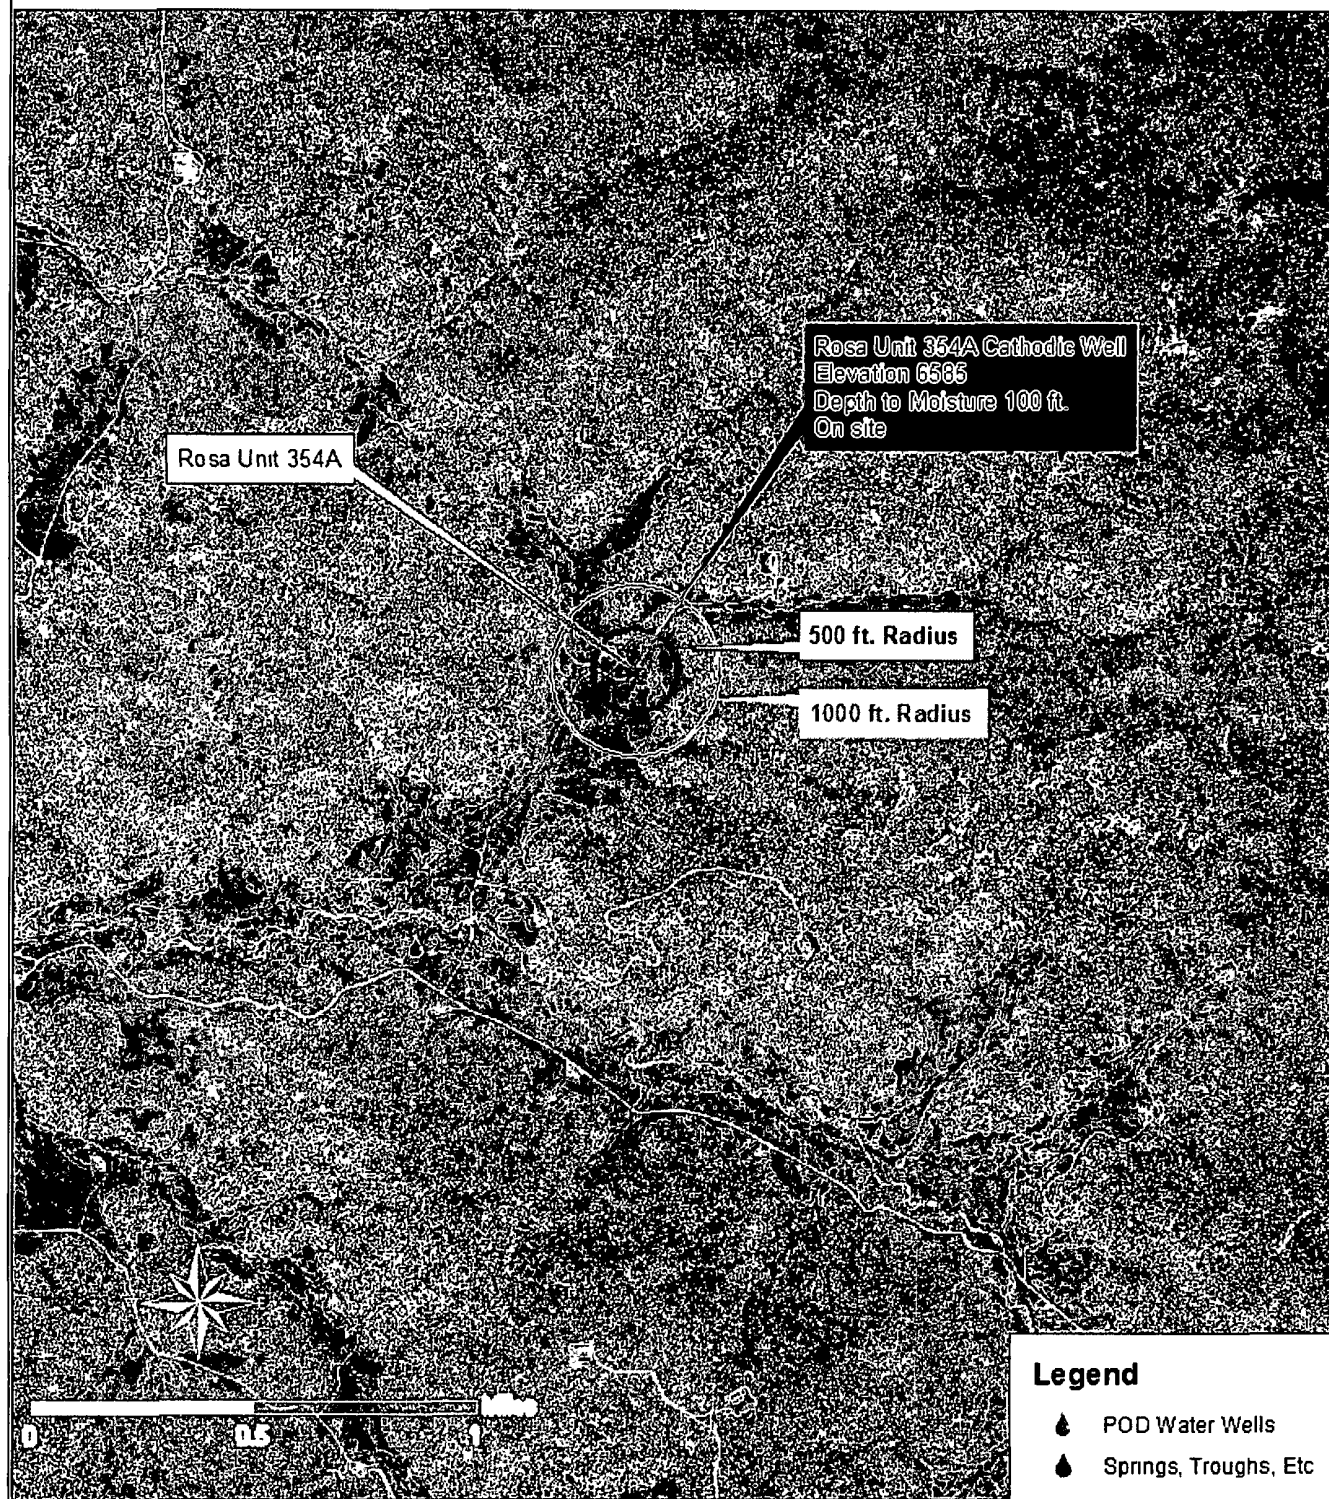 Rosa Unit 354A Cathodic Well
Elevation 6585
Depth to Moisture 100 ft.
On site
Rosa Unit 354A
500 ft. Radius
1000 ft. Radius
Miles
0 0.5 1
Legend
POD Water Wells
Springs, Troughs, Etc